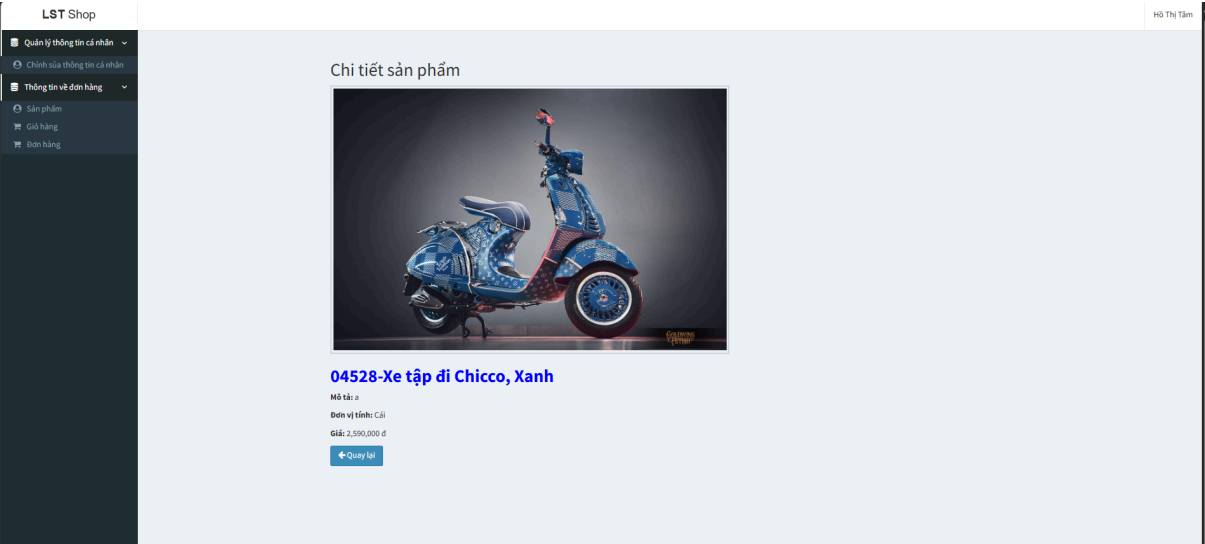 LST Shop
Hồ Thị Tâm
Quản lý thông tin cá nhân
Chỉnh sửa thông tin cá nhân
Thông tin về đơn hàng
Sản phẩm
Giỏ hàng
Đơn hàng
Chi tiết sản phẩm
04528-Xe tập đi Chicco, Xanh
Mô tả: a
Đơn vị tính: Cái
Giá: 2,590,000 đ
Quay lại